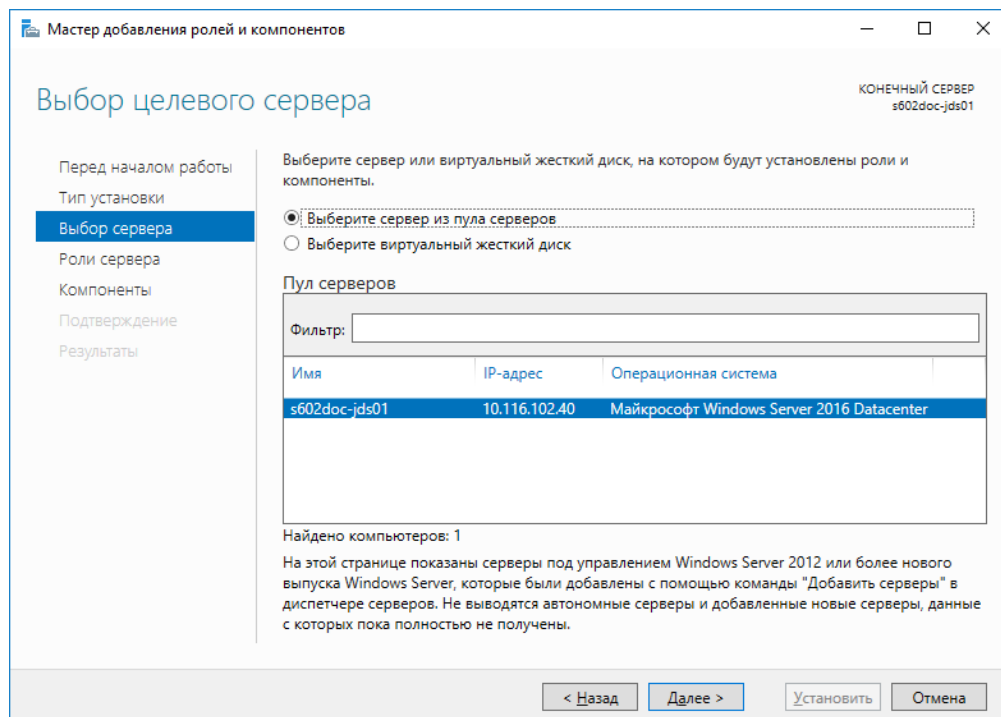 Мастер добавления ролей и компонентов
Выбор целевого сервера
КОНЕЧНЫЙ СЕРВЕР
s602doc-jds01
Перед началом работы
Тип установки
Выбор сервера
Роли сервера
Компоненты
Подтверждение
Результаты
Выберите сервер или виртуальный жесткий диск, на котором будут установлены роли и
компоненты.
Выберите сервер из пула серверов
Выберите виртуальный жесткий диск
Пул серверов
Фильтр:
Имя IP-адрес Операционная система
s602doc-jds01 10.116.102.40 Майкрософт Windows Server 2016 Datacenter
Найдено компьютеров: 1
На этой странице показаны серверы под управлением Windows Server 2012 или более нового
выпуска Windows Server, которые были добавлены с помощью команды "Добавить серверы" в
диспетчере серверов. Не выводятся автономные серверы и добавленные новые серверы, данные
с которых пока полностью не получены.
< Назад Далее > Установить Отмена